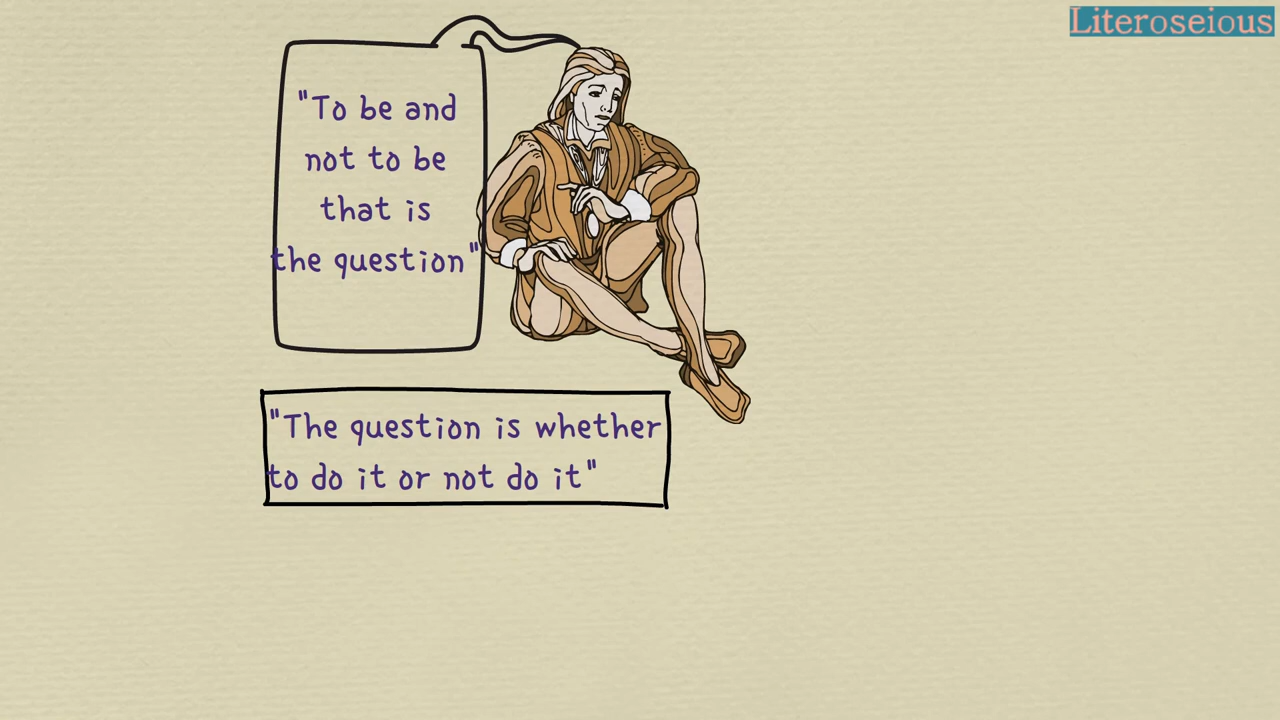 Literoseious
"To be and
not to be
that is
the question"
"The question is whether
to do it or not do it"